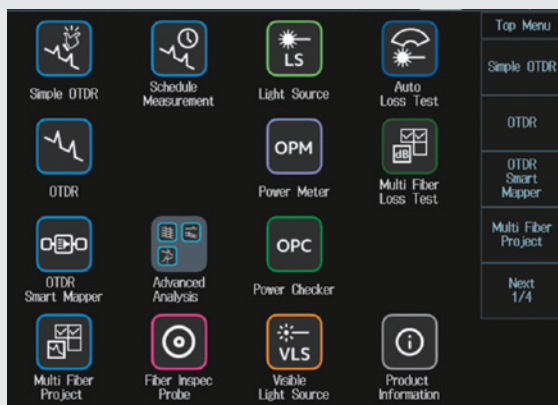 Top Menu
Simple OTDR
Schedule
Measurement
LS
Light Source
Auto
Loss Test
Simple OTDR
OTDR
OPM
Power Meter
dB
Multi Fiber
Loss Test
OTDR
OTDR
Smart
Mapper
OTDR
Smart Mapper
Advanced
Analysis
OPC
Power Checker
Multi Fiber
Project
Next
1/4
Multi Fiber
Project
Fiber Inspec
Probe
VLS
Visible
Light Source
Product
Information